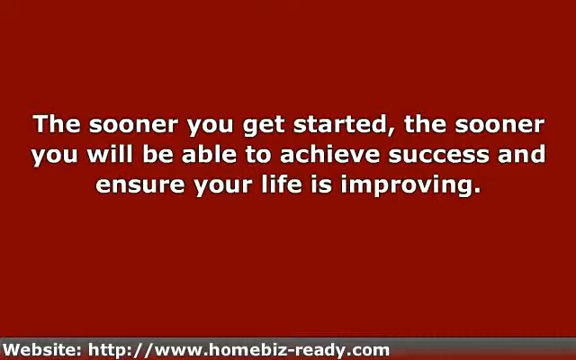 The sooner you get started, the sooner
you will be able to achieve success and
ensure your life is improving.
Website: http://www.homebiz-ready.com